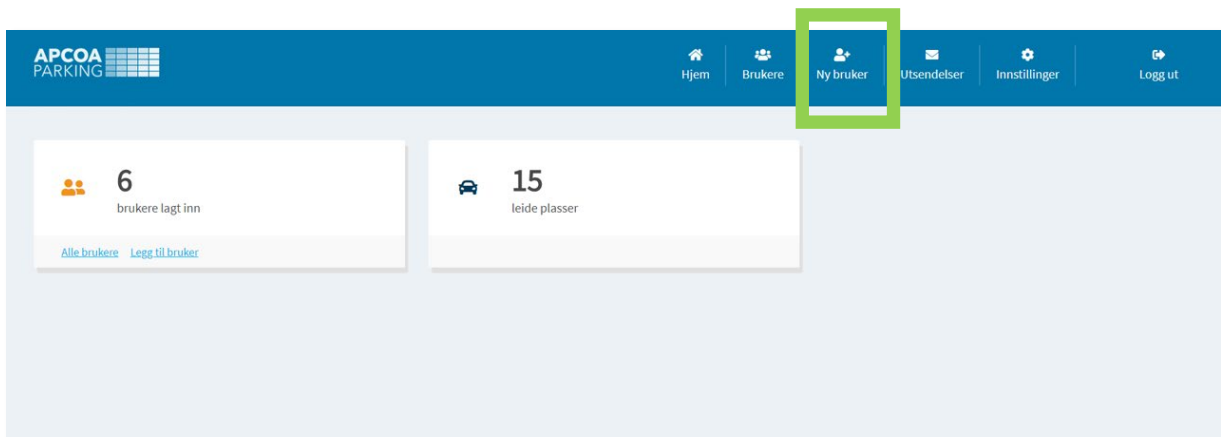 APCOA
PARKING
Hjem
Brukere
Ny bruker
Utsendelser
Innstillinger
Logg ut
6
brukere lagt inn
Alle brukere Legg til bruker
15
leide plasser